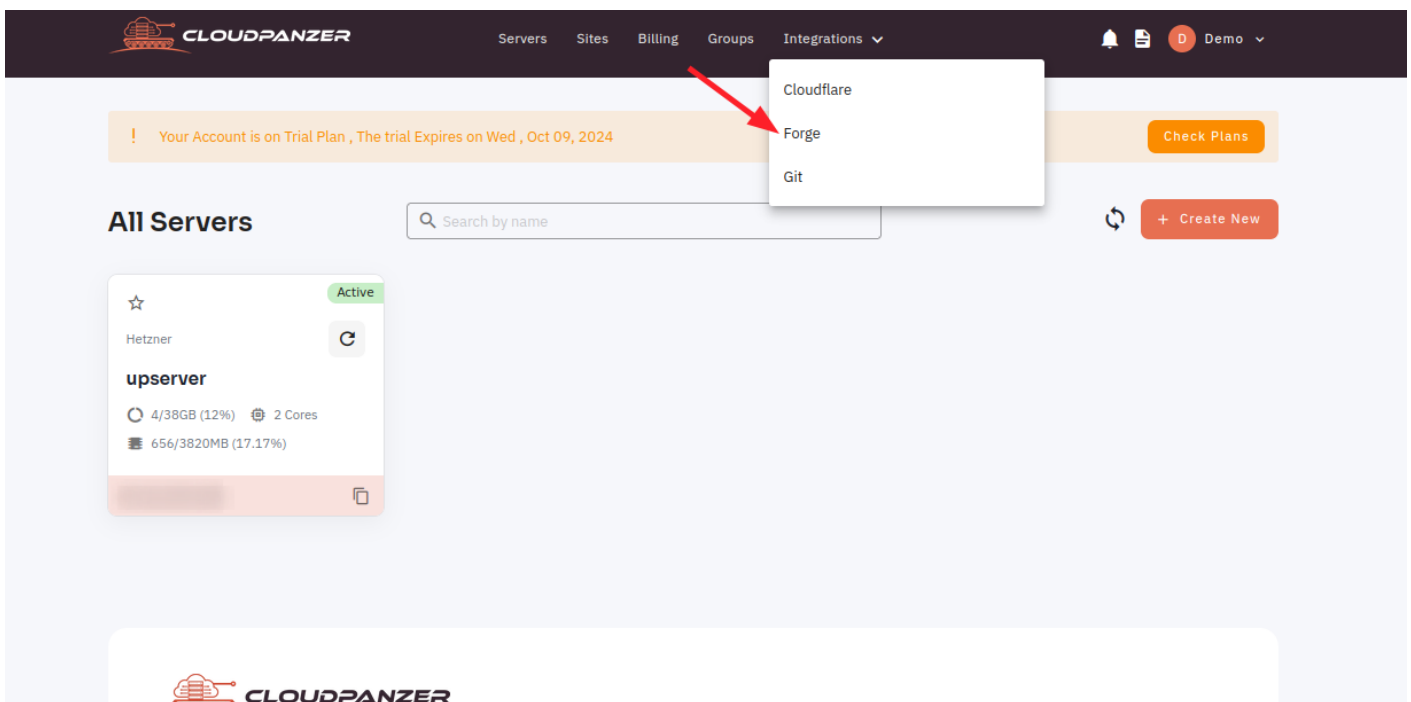 CLOUDPANZER
Servers Sites Billing Groups Integrations D Demo
Cloudflare
! Your Account is on Trial Plan , The trial Expires on Wed , Oct 09, 2024 Forge Check Plans
Git
All Servers Search by name + Create New
Active
Hetzner
upserver
4/38GB (12%) 2 Cores
656/3820MB (17.17%)
CLOUDPANZER